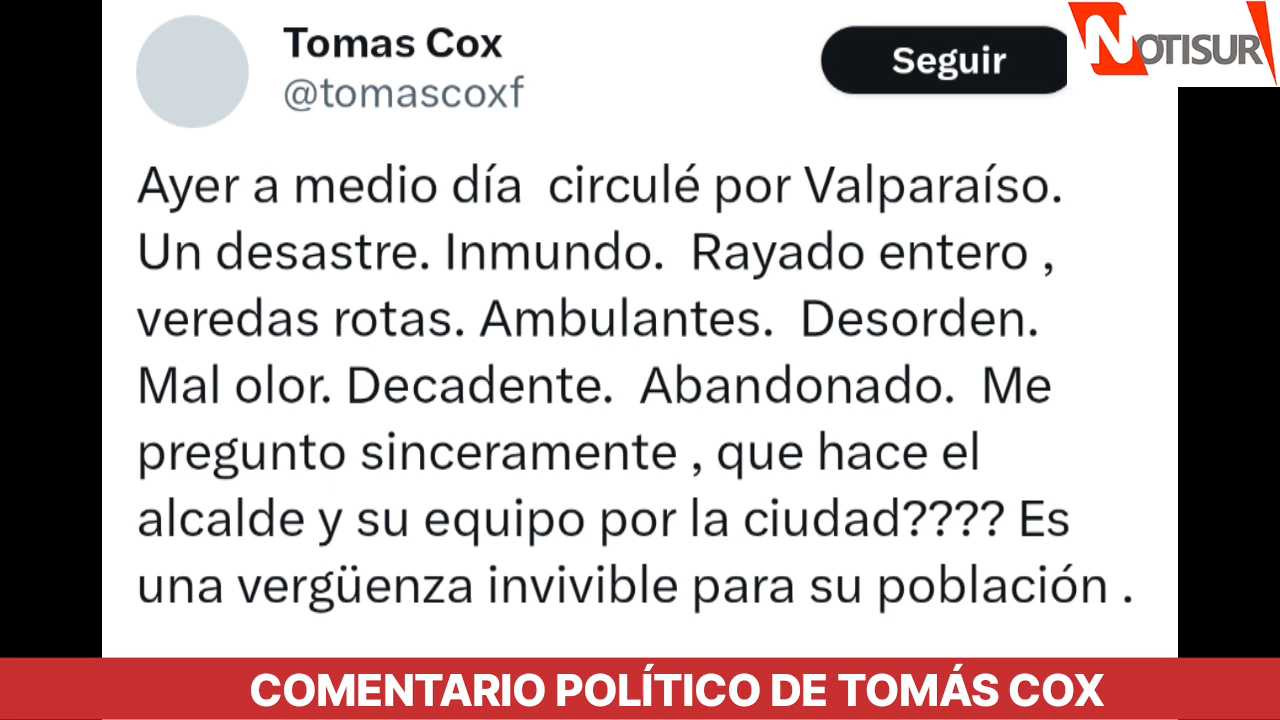 Tomas Cox
@tomascoxf
Seguir
NOTISUR
Ayer a medio día  circulé por Valparaíso.
Un desastre. Inmundo.  Rayado entero ,
veredas rotas. Ambulantes.  Desorden.
Mal olor. Decadente.  Abandonado.  Me
pregunto sinceramente , que hace el
alcalde y su equipo por la ciudad???? Es
una vergüenza invivible para su población .
COMENTARIO POLÍTICO DE TOMÁS COX